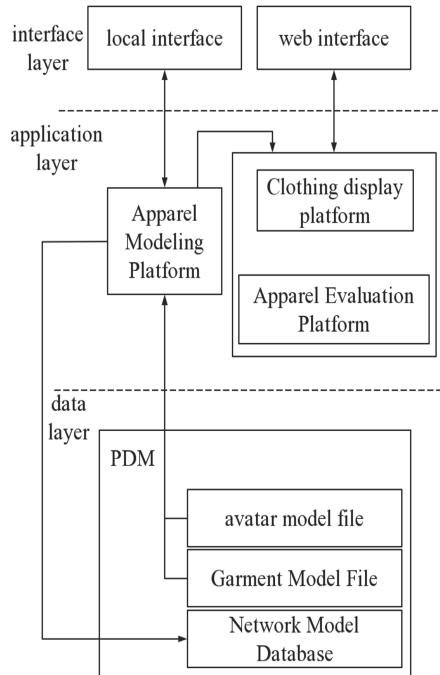 interface
layer
local interface
web interface
application
layer
Apparel
Modeling
Platform
Clothing display
platform
Apparel Evaluation
Platform
data
layer
PDM
avatar model file
Garment Model File
Network Model
Database